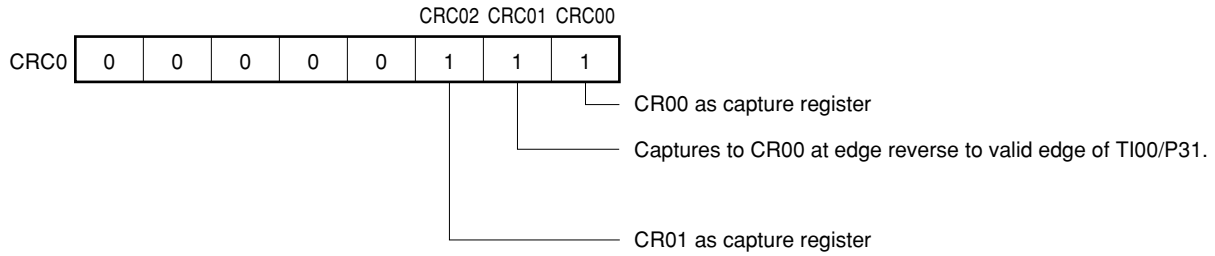 CRC02 CRC01 CRC00
CRC0 0 0 0 0 0 1 1 1
CR00 as capture register
Captures to CR00 at edge reverse to valid edge of TI00/P31.
CR01 as capture register